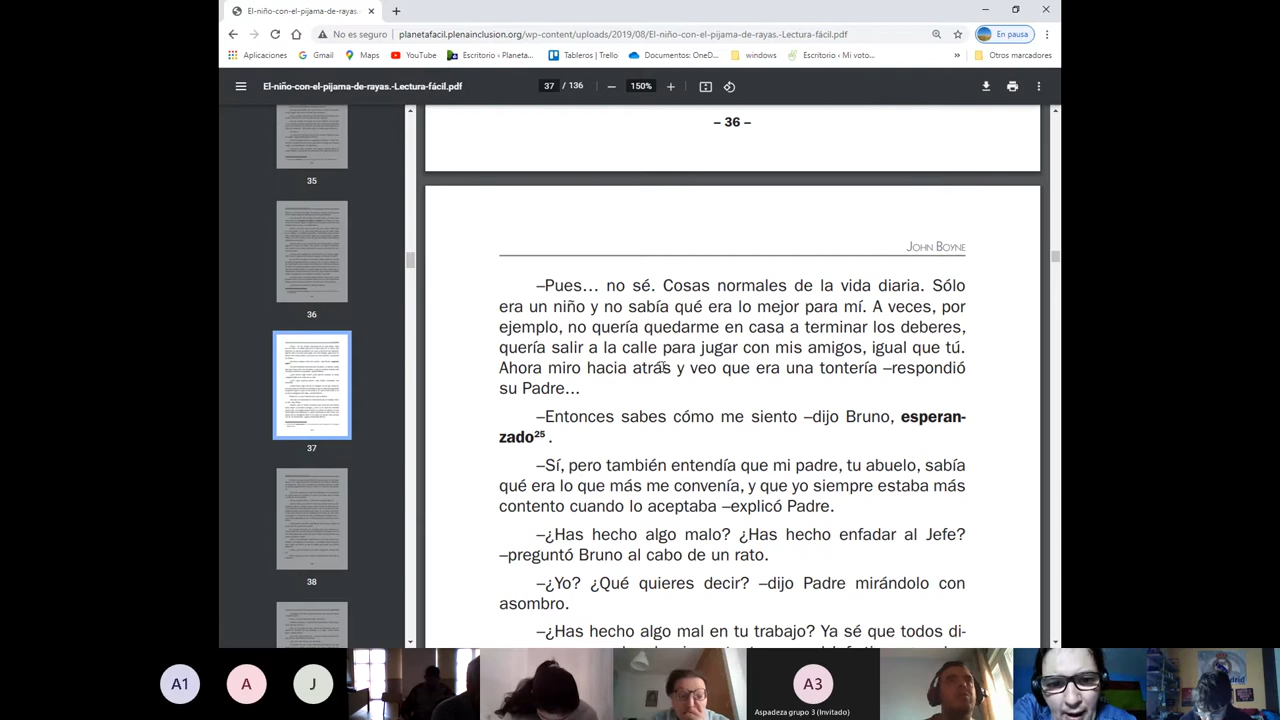 El-niño-con-el-pijama-de-rayas.-
No es seguro
planetafacil.plenainclusion.org/wp-content/uploads/2019/08/El-niño-con-el-pijama-de-rayas.-Lectura-fácil.pdf
En pausa
Aplicaciones
Gmail
Maps
YouTube
Escritorio < Planeta...
Tableros | Trello
Documentos: OneD...
windows
Escritorio ‹ Mi voto...
»
Otros marcadores
El-niño-con-el-pijama-de-rayas.-Lectura-fácil.pdf
37 / 136
150%
35
36
37
38
– 36 –
JOHN BOYNE
–Pues... no sé. Cosas normales de la vida diaria. Sólo
era un niño y no sabía qué era lo mejor para mí. A veces, por
ejemplo, no quería quedarme en casa a terminar los deberes,
quería salir a la calle para jugar con mis amigos, igual que tú.
Ahora miro hacia atrás y veo que era una tontería –respondió
su Padre.
–Entonces sabes cómo me siento –dijo Bruno, esperan-
zado²⁵.
–Sí, pero también entendía que mi padre, tu abuelo, sabía
qué era lo que más me convenía y que yo siempre estaba más
contento cuando lo aceptaba –explicó Padre.
–¿Has hecho algo malo? ¿Has hecho enfadar al Jefe?
–preguntó Bruno al cabo de un rato.
–¿Yo? ¿Qué quieres decir? –dijo Padre mirándolo con
asombro.
–¿Has hecho algo mal en el trabajo? Ya sé que todos di-
A1
A
J
A3
Aspadeza grupo 3 (Invitado)